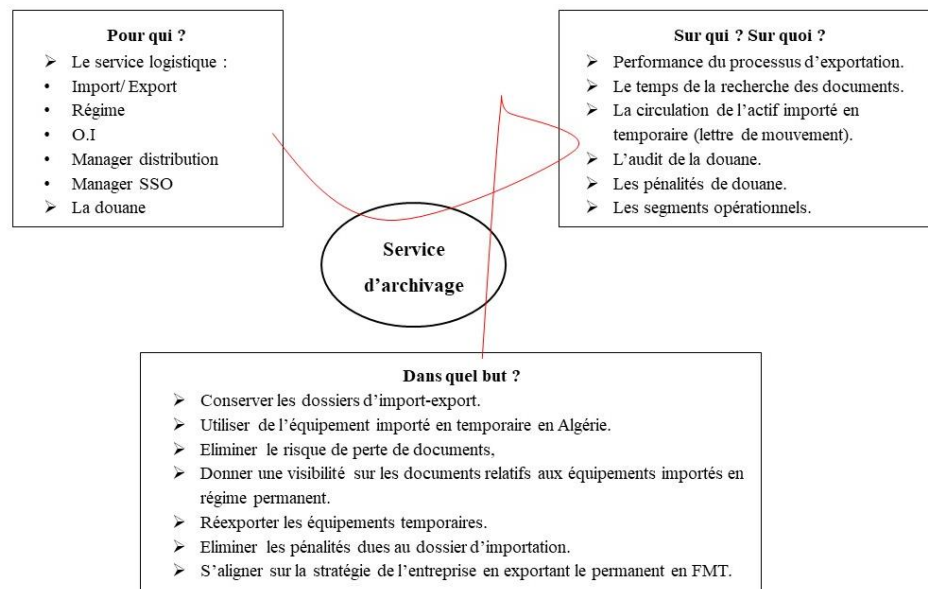 Pour qui ?
➢ Le service logistique :
• Import/ Export
• Régime
• O.I
• Manager distribution
• Manager SSO
➢ La douane
Sur qui ? Sur quoi ?
➢ Performance du processus d’exportation.
➢ Le temps de la recherche des documents.
➢ La circulation de l’actif importé en
temporaire (lettre de mouvement).
➢ L’audit de la douane.
➢ Les pénalités de douane.
➢ Les segments opérationnels.
Service
d’archivage
Dans quel but ?
➢ Conserver les dossiers d’import-export.
➢ Utiliser de l’équipement importé en temporaire en Algérie.
➢ Eliminer le risque de perte de documents,
➢ Donner une visibilité sur les documents relatifs aux équipements importés en
régime permanent.
➢ Réexporter les équipements temporaires.
➢ Eliminer les pénalités dues au dossier d’importation.
➢ S’aligner sur la stratégie de l’entreprise en exportant le permanent en FMT.